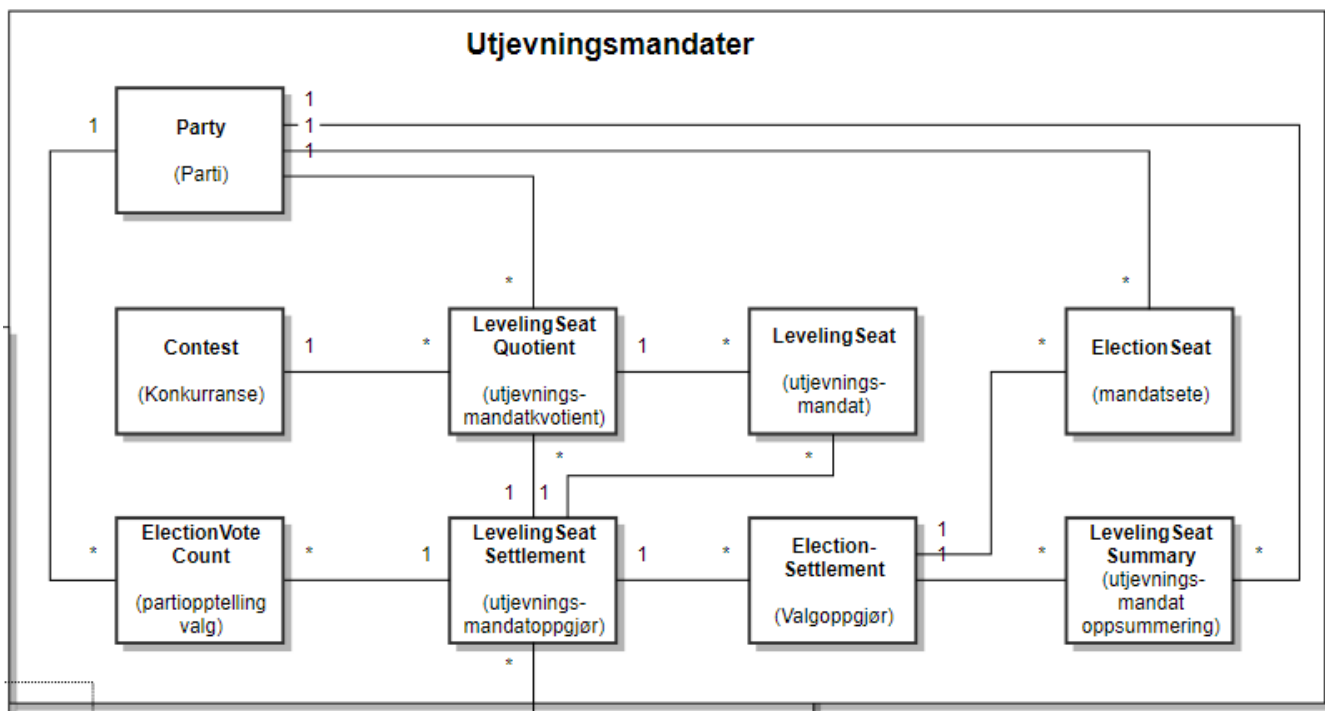 Utjevningsmandater
1
1
Party
1
1
(Parti)
*
*
LevelingSeat
Quotient
(utjevnings-
mandatkvotient)
Contest
(Konkurranse)
1
*
1
*
LevelingSeat
(utjevnings-
mandat)
*
ElectionSeat
(mandatsete)
*
*
1
1
ElectionVote
Count
(partiopptelling
valg)
*
*
1
LevelingSeat
Settlement
(utjevnings-
mandatoppgjør)
1
*
Election-
Settlement
(Valgoppgjør)
1
1
*
LevelingSeat
Summary
(utjevnings-
mandat
oppsummering)
*
*